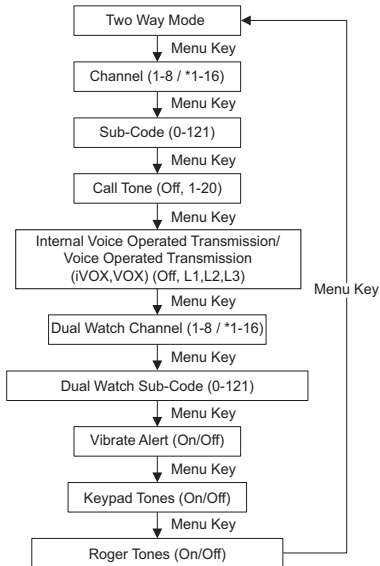 Two Way Mode
Menu Key
Channel (1-8 / *1-16)
Menu Key
Sub-Code (0-121)
Menu Key
Call Tone (Off, 1-20)
Menu Key
Internal Voice Operated Transmission/
Voice Operated Transmission
(iVOX,VOX) (Off, L1,L2,L3)
Menu Key
Menu Key
Dual Watch Channel (1-8 / *1-16)
Menu Key
Dual Watch Sub-Code (0-121)
Menu Key
Vibrate Alert (On/Off)
Menu Key
Keypad Tones (On/Off)
Menu Key
Roger Tones (On/Off)